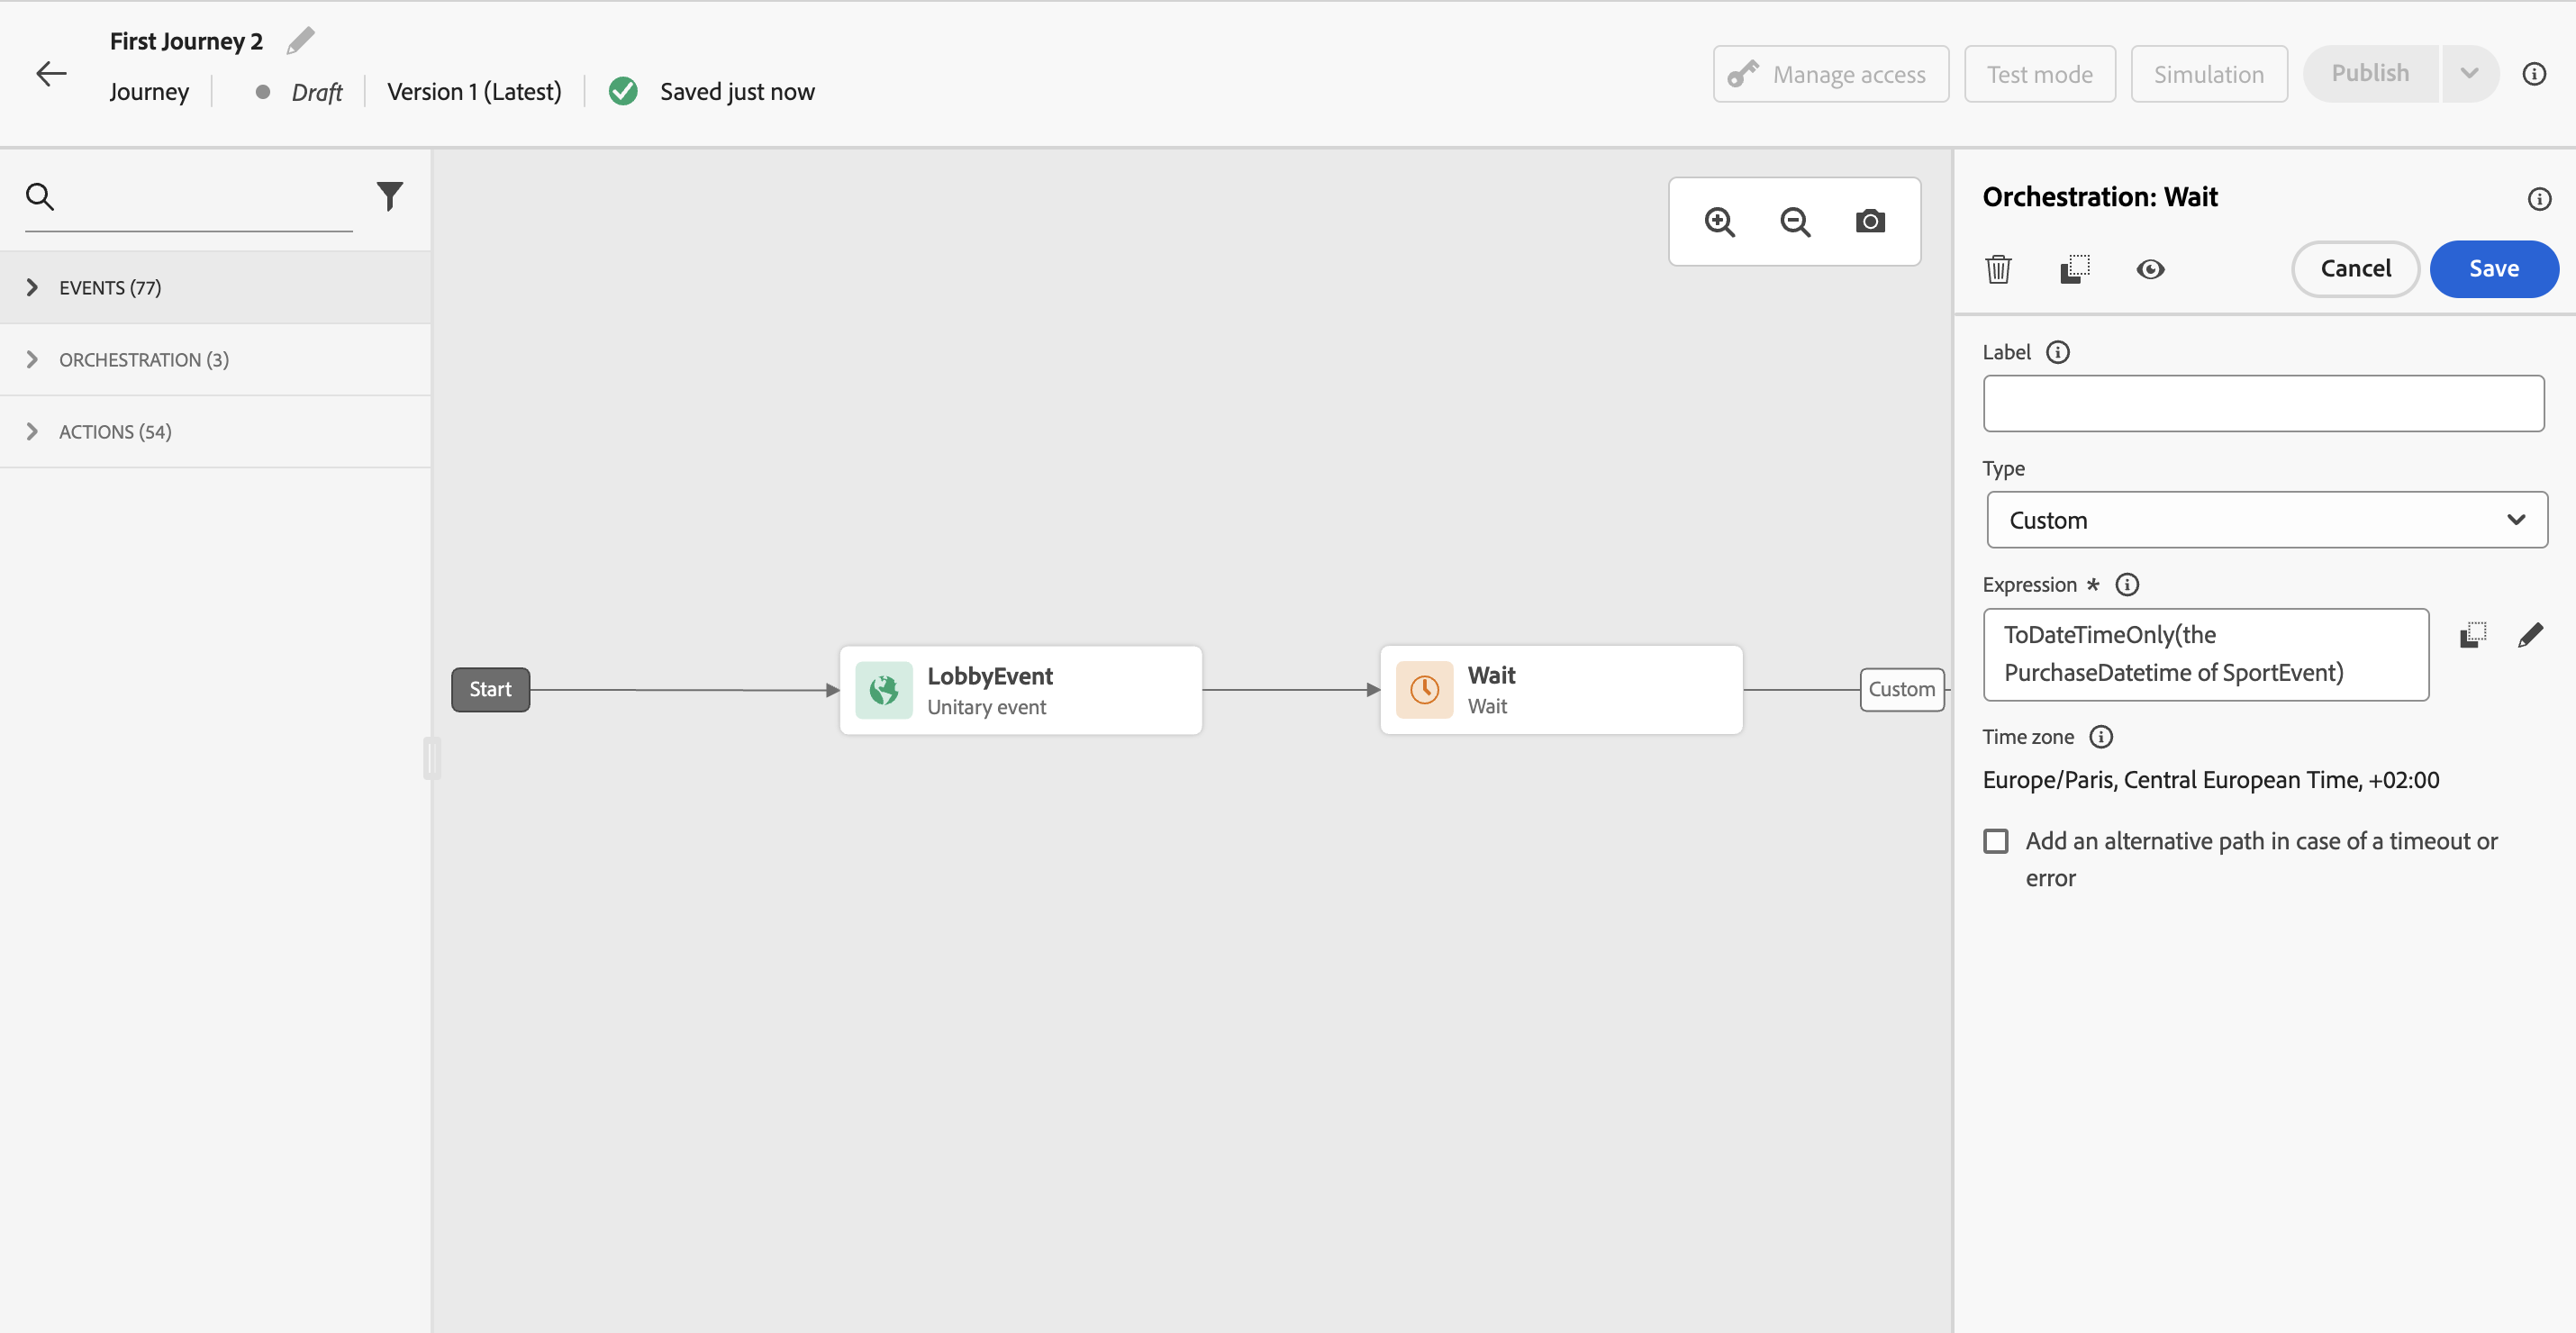 First Journey 2
Journey
Draft
Version 1 (Latest)
Saved just now
Manage access
Test mode
Simulation
Publish
EVENTS (77)
ORCHESTRATION (3)
ACTIONS (54)
Start
LobbyEvent
Unitary event
Wait
Wait
Custom
Orchestration: Wait
Cancel
Save
Label
Type
Custom
Expression *
ToDateTimeOnly(the
PurchaseDatetime of SportEvent)
Time zone
Europe/Paris, Central European Time, +02:00
Add an alternative path in case of a timeout or
error